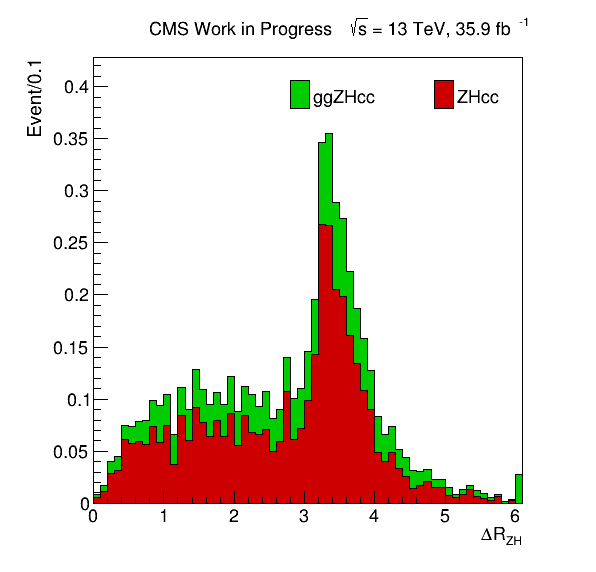 CMS Work in Progress √s = 13 TeV, 35.9 fb -1
Event/0.1
ggZHcc ZHcc
0.4
0.35
0.3
0.25
0.2
0.15
0.1
0.05
0
0 1 2 3 4 5 6
ΔR_ZH